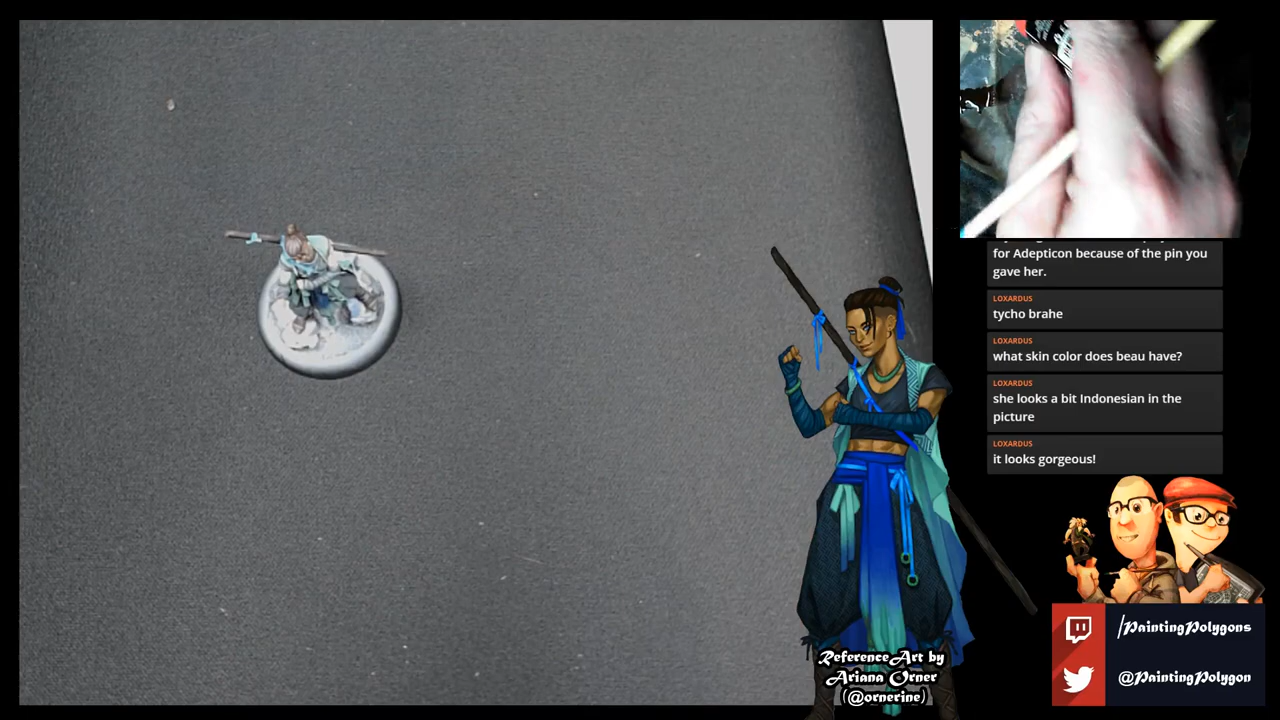 for Adepticon because of the pin you
gave her.
LOXARDUS
tycho brahe
LOXARDUS
what skin color does beau have?
LOXARDUS
she looks a bit Indonesian in the
picture
LOXARDUS
it looks gorgeous!
/PaintingPolygons
@PaintingPolygon
Reference Art by
Ariana Orner
(@ornerine)